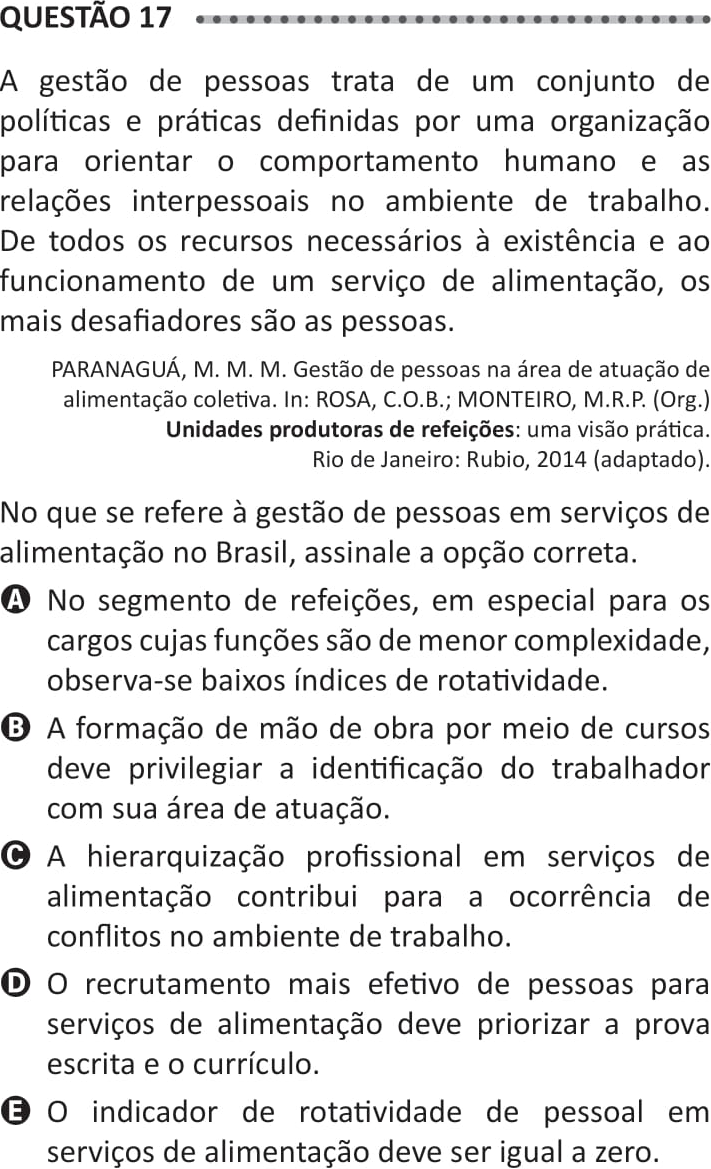 QUESTÃO 17
A gestão de pessoas trata de um conjunto de
políticas e práticas definidas por uma organização
para orientar o comportamento humano e as
relações interpessoais no ambiente de trabalho.
De todos os recursos necessários à existência e ao
funcionamento de um serviço de alimentação, os
mais desafiadores são as pessoas.
PARANAGUÁ, M. M. M. Gestão de pessoas na área de atuação de
alimentação coletiva. In: ROSA, C.O.B.; MONTEIRO, M.R.P. (Org.)
Unidades produtoras de refeições: uma visão prática.
Rio de Janeiro: Rubio, 2014 (adaptado).
No que se refere à gestão de pessoas em serviços de
alimentação no Brasil, assinale a opção correta.
A No segmento de refeições, em especial para os
cargos cujas funções são de menor complexidade,
observa-se baixos índices de rotatividade.
B A formação de mão de obra por meio de cursos
deve privilegiar a identificação do trabalhador
com sua área de atuação.
C A hierarquização profissional em serviços de
alimentação contribui para a ocorrência de
conflitos no ambiente de trabalho.
D O recrutamento mais efetivo de pessoas para
serviços de alimentação deve priorizar a prova
escrita e o currículo.
E O indicador de rotatividade de pessoal em
serviços de alimentação deve ser igual a zero.